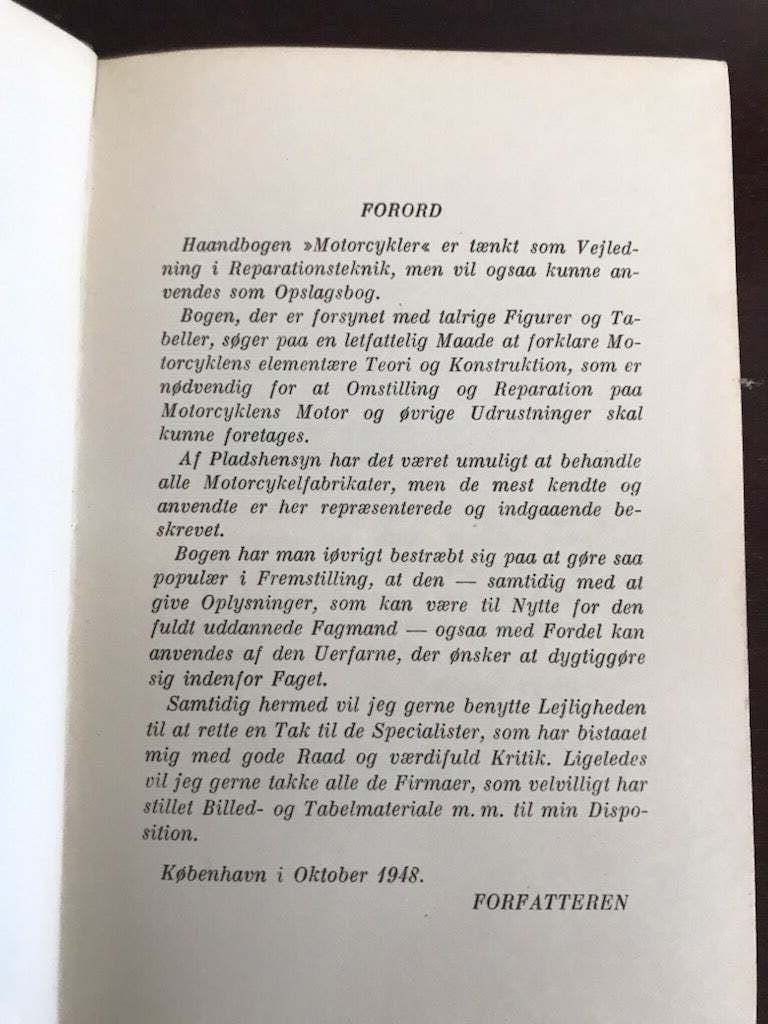 FORORD
Haandbogen »Motorcykler« er tænkt som Vejled-
ning i Reparationsteknik, men vil ogsaa kunne an-
vendes som Opslagsbog.
Bogen, der er forsynet med talrige Figurer og Ta-
beller, søger paa en letfattelig Maade at forklare Mo-
torcyklens elementære Teori og Konstruktion, som er
nødvendig for at Omstilling og Reparation paa
Motorcyklens Motor og øvrige Udrustninger skal
kunne foretages.
Af Pladshensyn har det været umuligt at behandle
alle Motorcykelfabrikater, men de mest kendte og
anvendte er her repræsenterede og indgaaende be-
skrevet.
Bogen har man iøvrigt bestræbt sig paa at gøre saa
populær i Fremstilling, at den — samtidig med at
give Oplysninger, som kan være til Nytte for den
fuldt uddannede Fagmand — ogsaa med Fordel kan
anvendes af den Uerfarne, der ønsker at dygtiggøre
sig indenfor Faget.
Samtidig hermed vil jeg gerne benytte Lejligheden
til at rette en Tak til de Specialister, som har bistaaet
mig med gode Raad og værdifuld Kritik. Ligeledes
vil jeg gerne takke alle de Firmaer, som velvilligt har
stillet Billed- og Tabelmateriale m. m. til min Dispo-
sition.
København i Oktober 1948.
FORFATTEREN